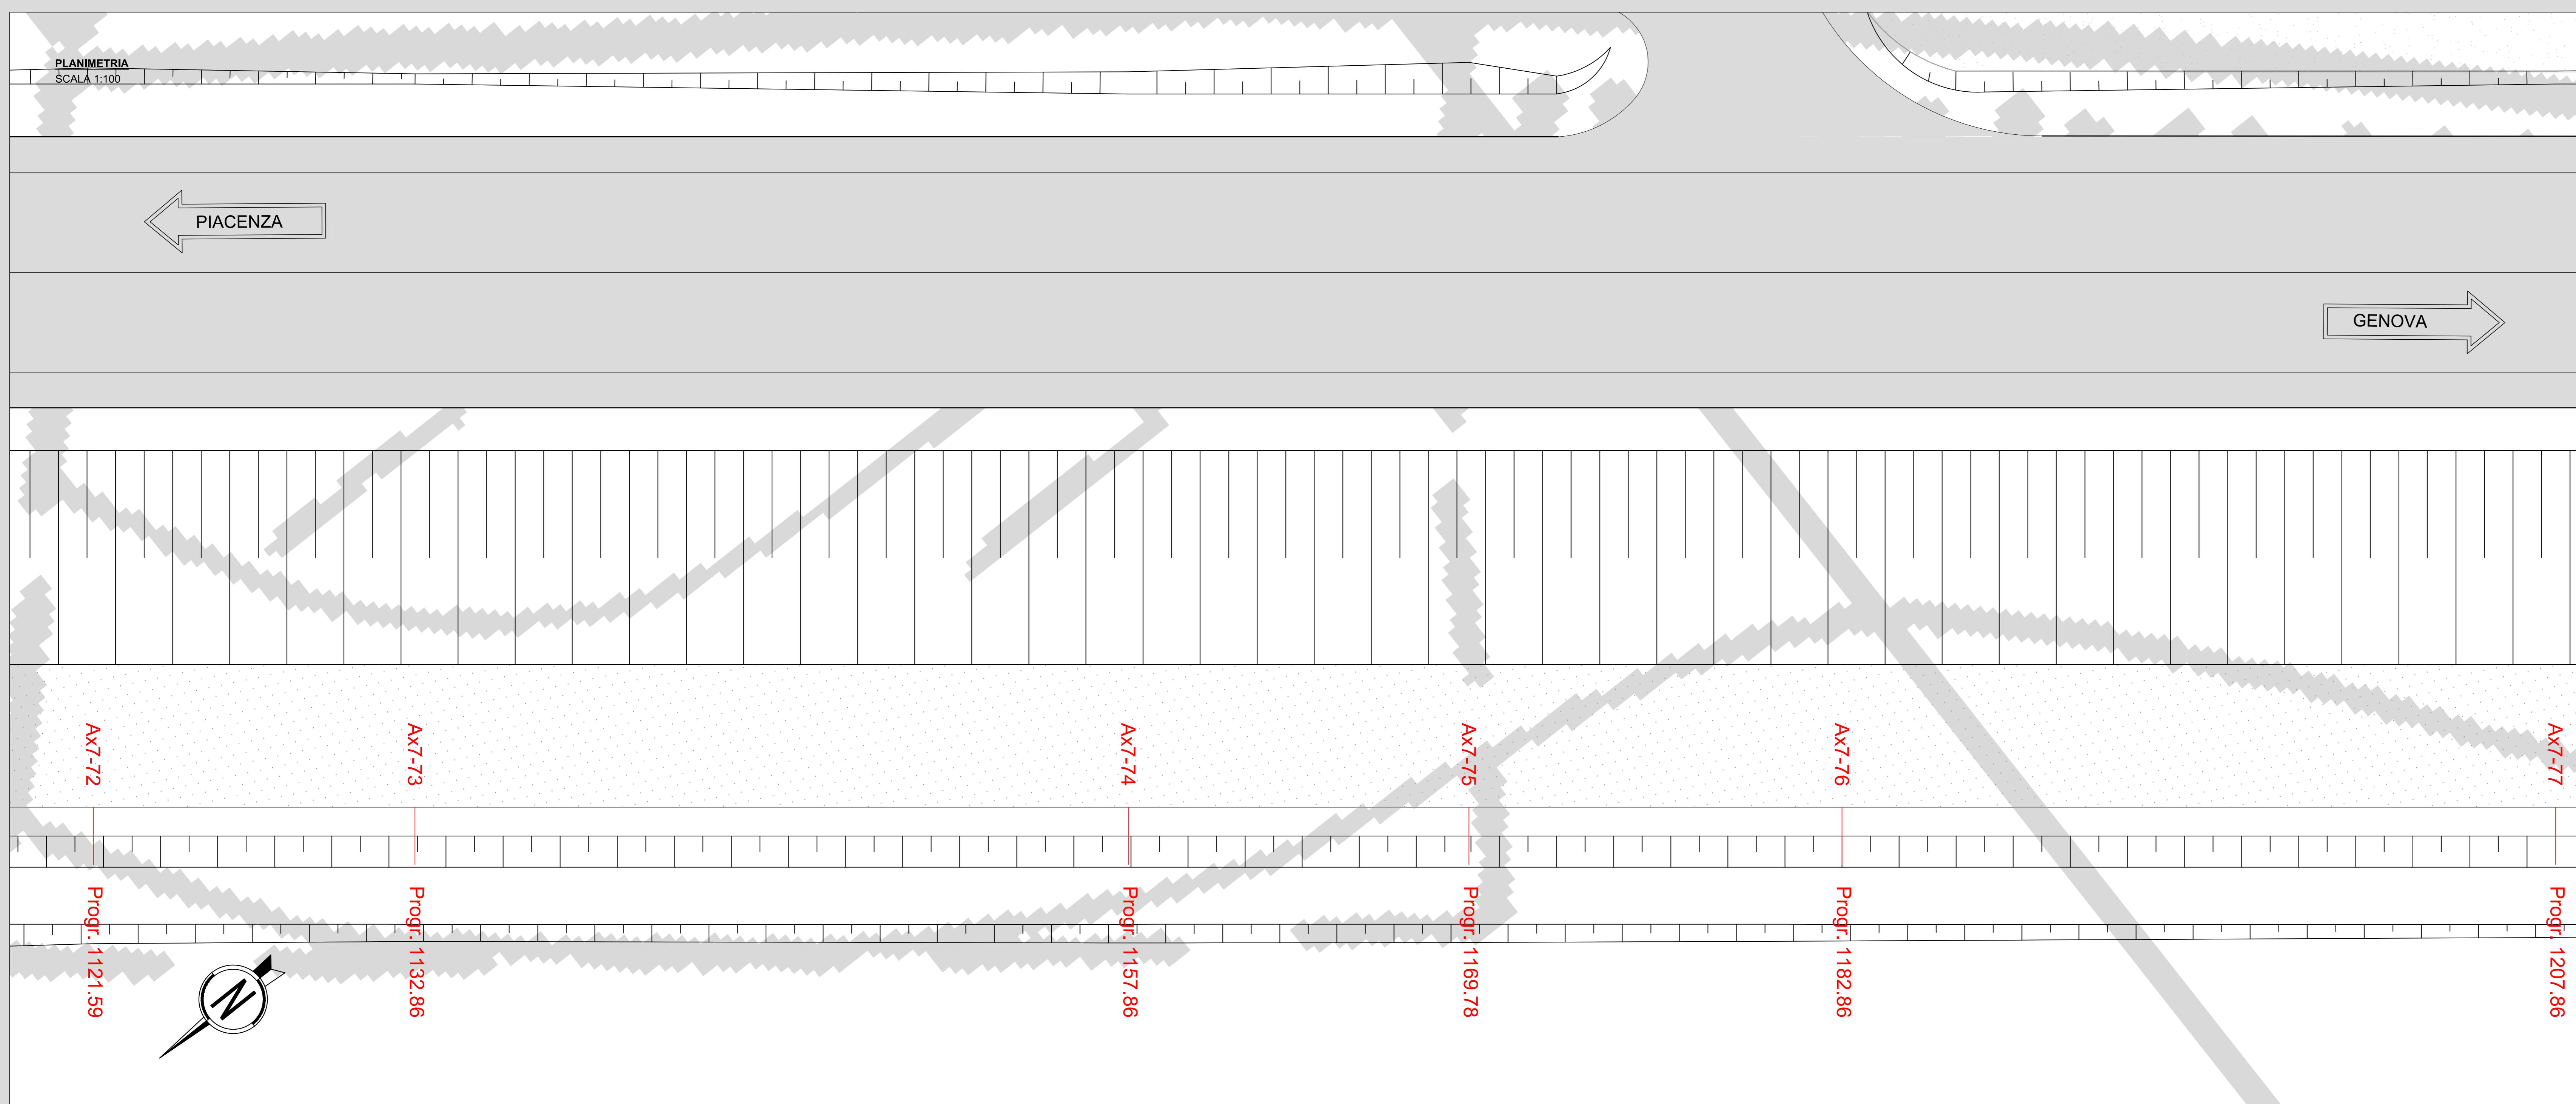 PLANIMETRIA
SCALA 1:100
PIACENZA
GENOVA
Ax7-72
Ax7-73
Ax7-74
Ax7-75
Ax7-76
Ax7-77
Progr. 1121.59
Progr. 1132.86
Progr. 1157.86
Progr. 1169.78
Progr. 1182.86
Progr. 1207.86
N